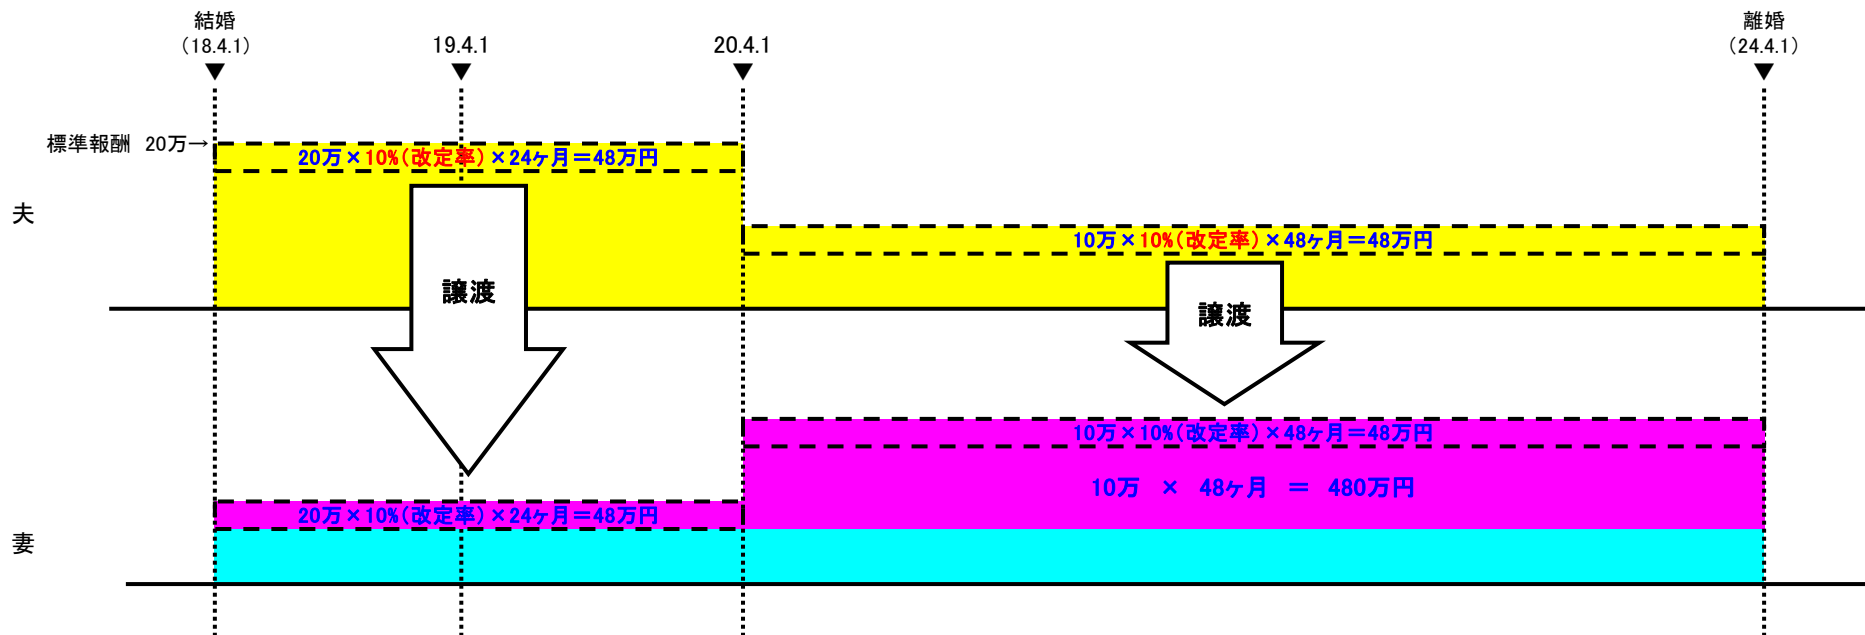 結婚
（18.4.1）
19.4.1
20.4.1
離婚
（24.4.1）
標準報酬　20万→
20万×10%（改定率）×24ヶ月＝48万円
夫
10万×10%（改定率）×48ヶ月＝48万円
譲渡
譲渡
10万×10%（改定率）×48ヶ月＝48万円
10万　×　48ヶ月　＝　480万円
20万×10%（改定率）×24ヶ月＝48万円
妻